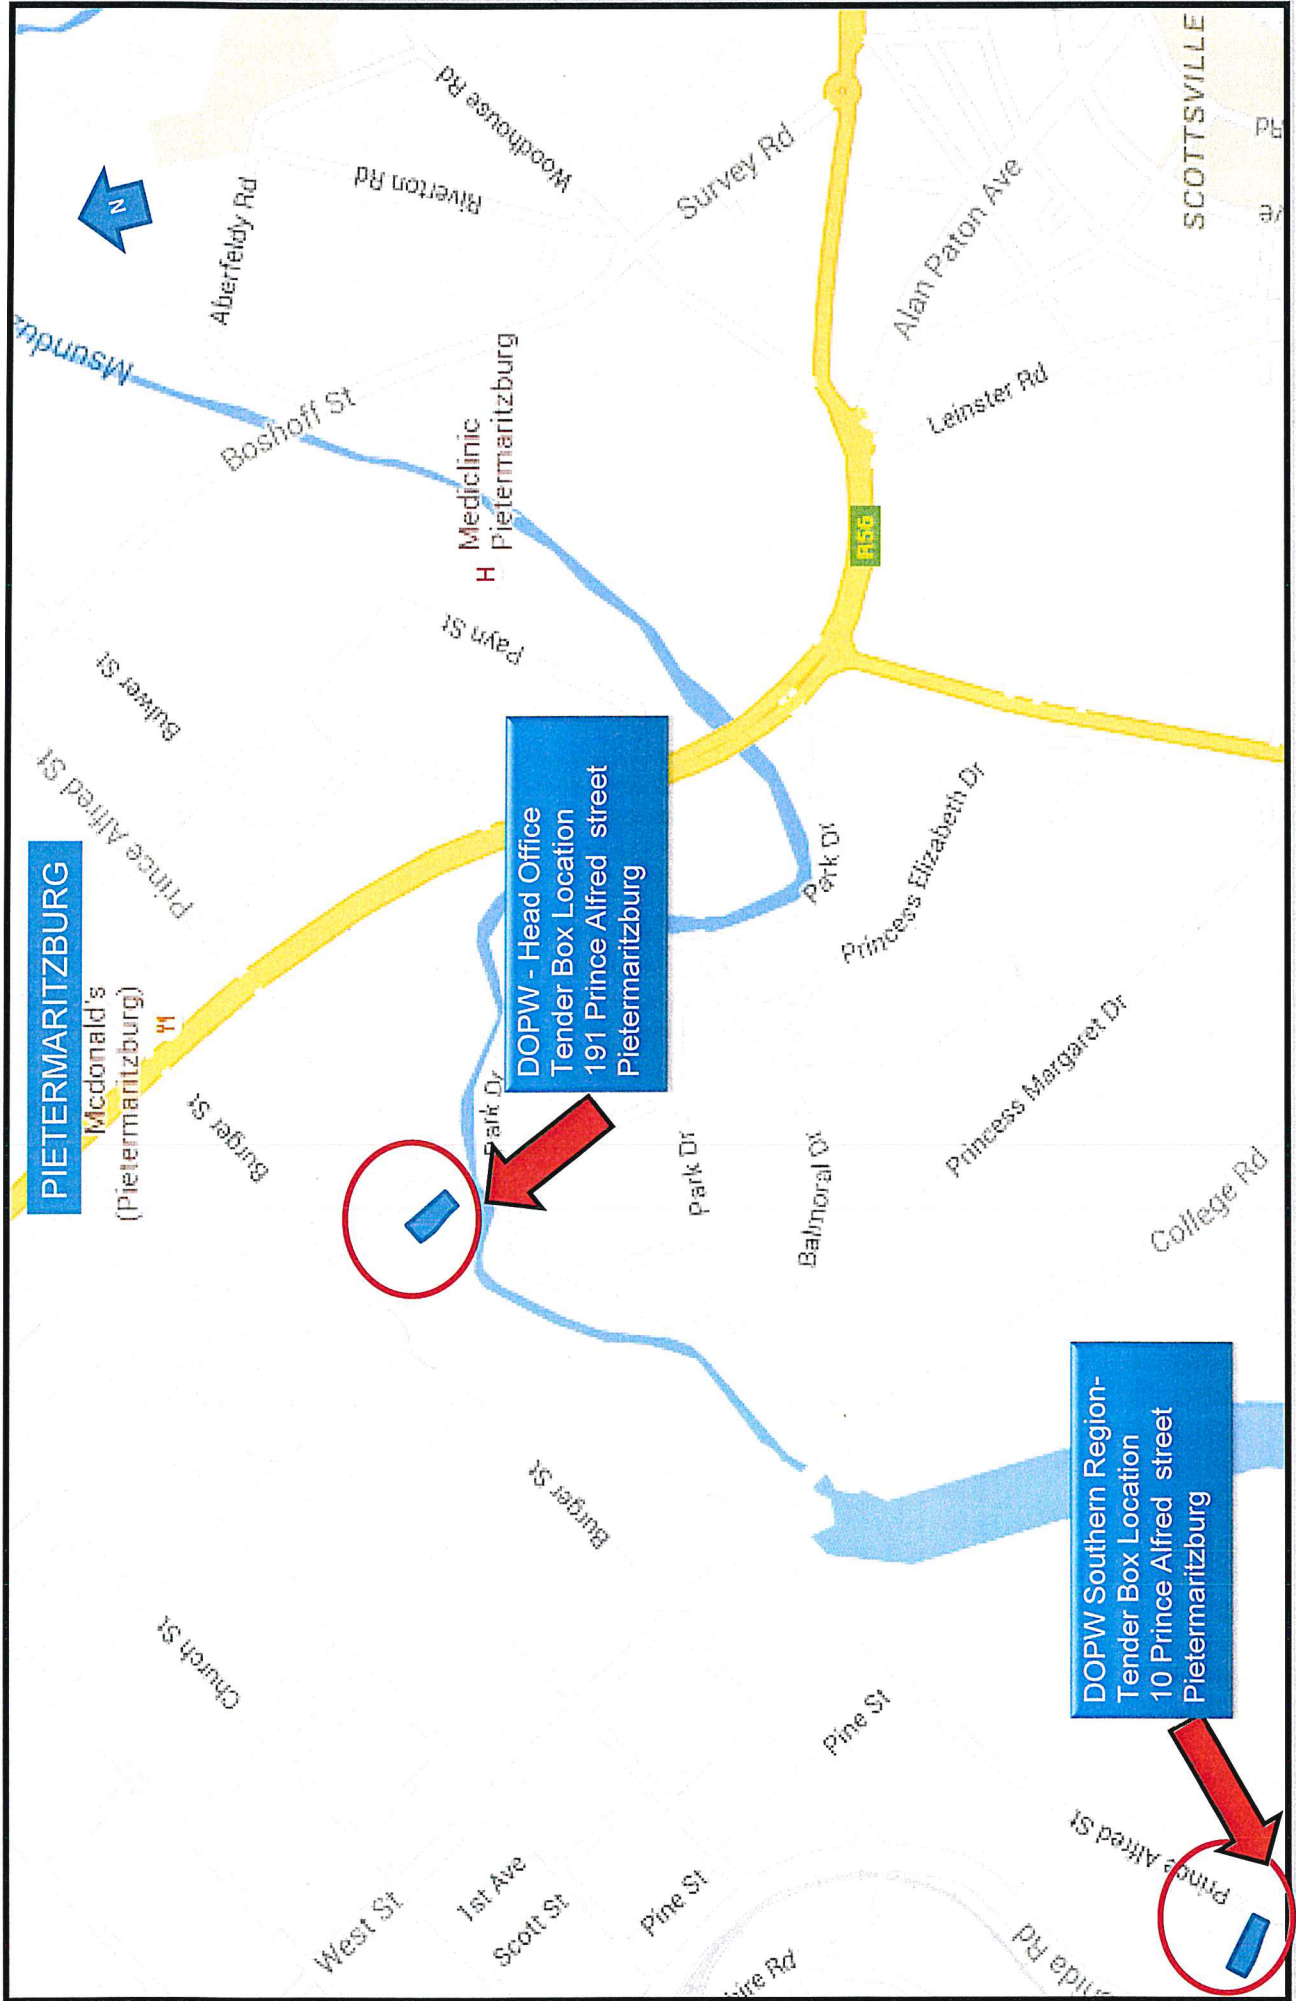 PIETERMARITZBURG
Mcdonald's
(Pietermaritzburg)
N
Aberfeldy Rd
Riverton Rd
Woodhouse Rd
Survey Rd
Alan Paton Ave
SCOTTSVILLE
Rd
Leinster Rd
Boshoff St
Mediclinic
H Pietermaritzburg
Payn St
Bulwer St
Prince Alfred St
R56
DOPW - Head Office
Tender Box Location
191 Prince Alfred street
Pietermaritzburg
Park Dr
Princess Elizabeth Dr
Burger St
Park Dr
Balmoral Dr
Princess Margaret Dr
College Rd
Burger St
Church St
DOPW Southern Region-
Tender Box Location
10 Prince Alfred street
Pietermaritzburg
Pine St
Prince Alfred St
West St
1st Ave
Scott St
Pine St